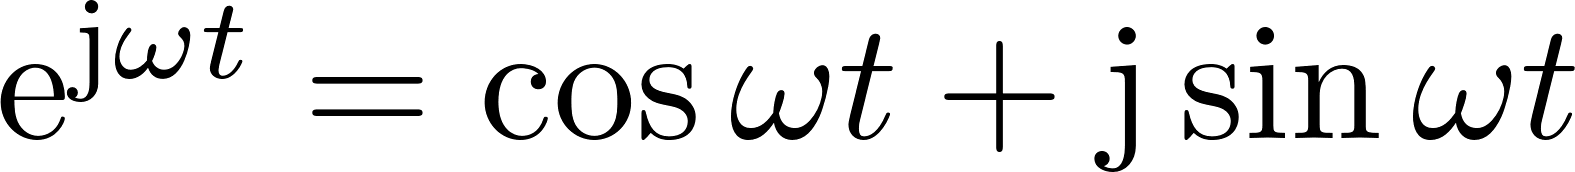 e^{jωt} = cos ωt + j sin ωt